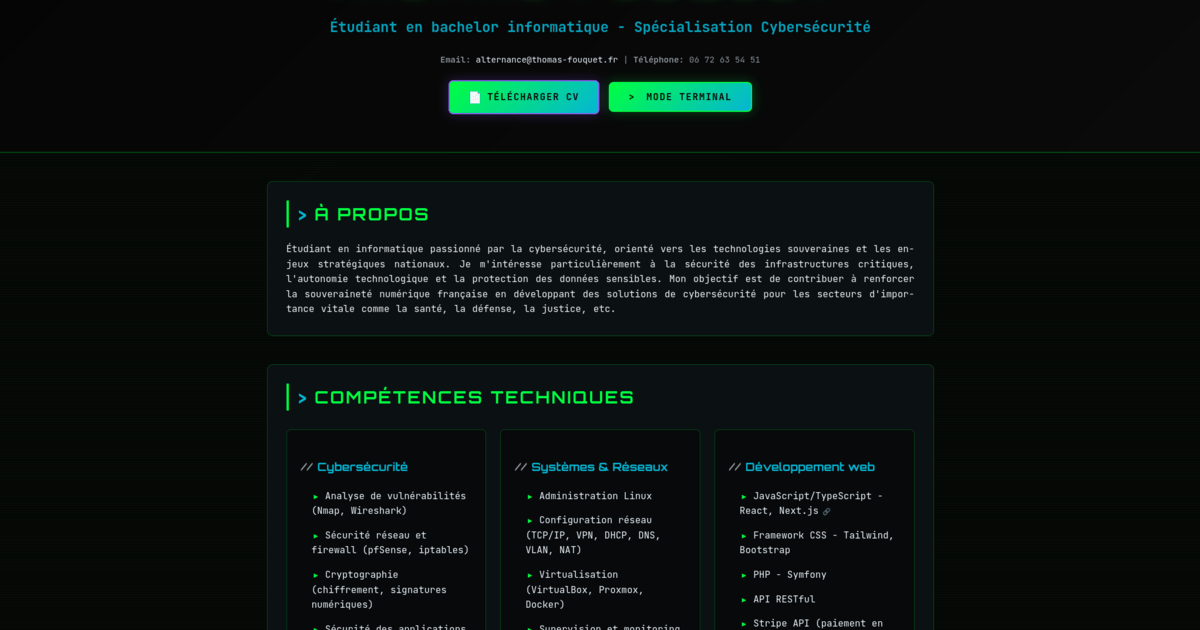 Étudiant en bachelor informatique - Spécialisation Cybersécurité
Email: alternance@thomas-fouquet.fr | Téléphone: 06 72 63 54 51
TÉLÉCHARGER CV
> MODE TERMINAL
> À PROPOS
Étudiant en informatique passionné par la cybersécurité, orienté vers les technologies souveraines et les en-
jeux stratégiques nationaux. Je m'intéresse particulièrement à la sécurité des infrastructures critiques,
l'autonomie technologique et la protection des données sensibles. Mon objectif est de contribuer à renforcer
la souveraineté numérique française en développant des solutions de cybersécurité pour les secteurs d'impor-
tance vitale comme la santé, la défense, la justice, etc.
> COMPÉTENCES TECHNIQUES
// Cybersécurité
▸ Analyse de vulnérabilités
(Nmap, Wireshark)
▸ Sécurité réseau et
firewall (pfSense, iptables)
▸ Cryptographie
(chiffrement, signatures
numériques)
▸ Sécurité des applications
// Systèmes & Réseaux
▸ Administration Linux
▸ Configuration réseau
(TCP/IP, VPN, DHCP, DNS,
VLAN, NAT)
▸ Virtualisation
(VirtualBox, Proxmox,
Docker)
▸ Supervision et monitoring
// Développement web
▸ JavaScript/TypeScript -
React, Next.js
▸ Framework CSS - Tailwind,
Bootstrap
▸ PHP - Symfony
▸ API RESTful
▸ Stripe API (paiement en